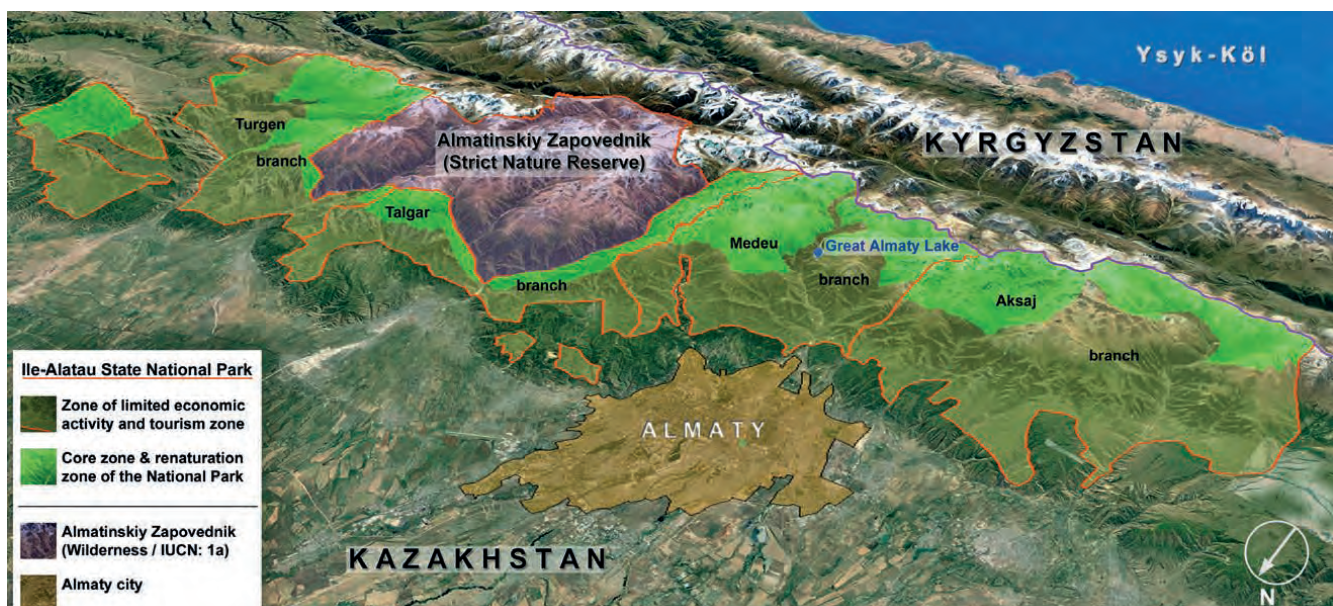 Ysyk-Köl
KYRGYZSTAN
Turgen
branch
Almatinskiy Zapovednik
(Strict Nature Reserve)
Talgar
branch
Medeu
Great Almaty Lake
branch
Aksaj
branch
ALMATY
KAZAKHSTAN
Ile-Alatau State National Park
Zone of limited economic
activity and tourism zone
Core zone & renaturation
zone of the National Park
Almatinskiy Zapovednik
(Wilderness / IUCN: 1a)
Almaty city
N